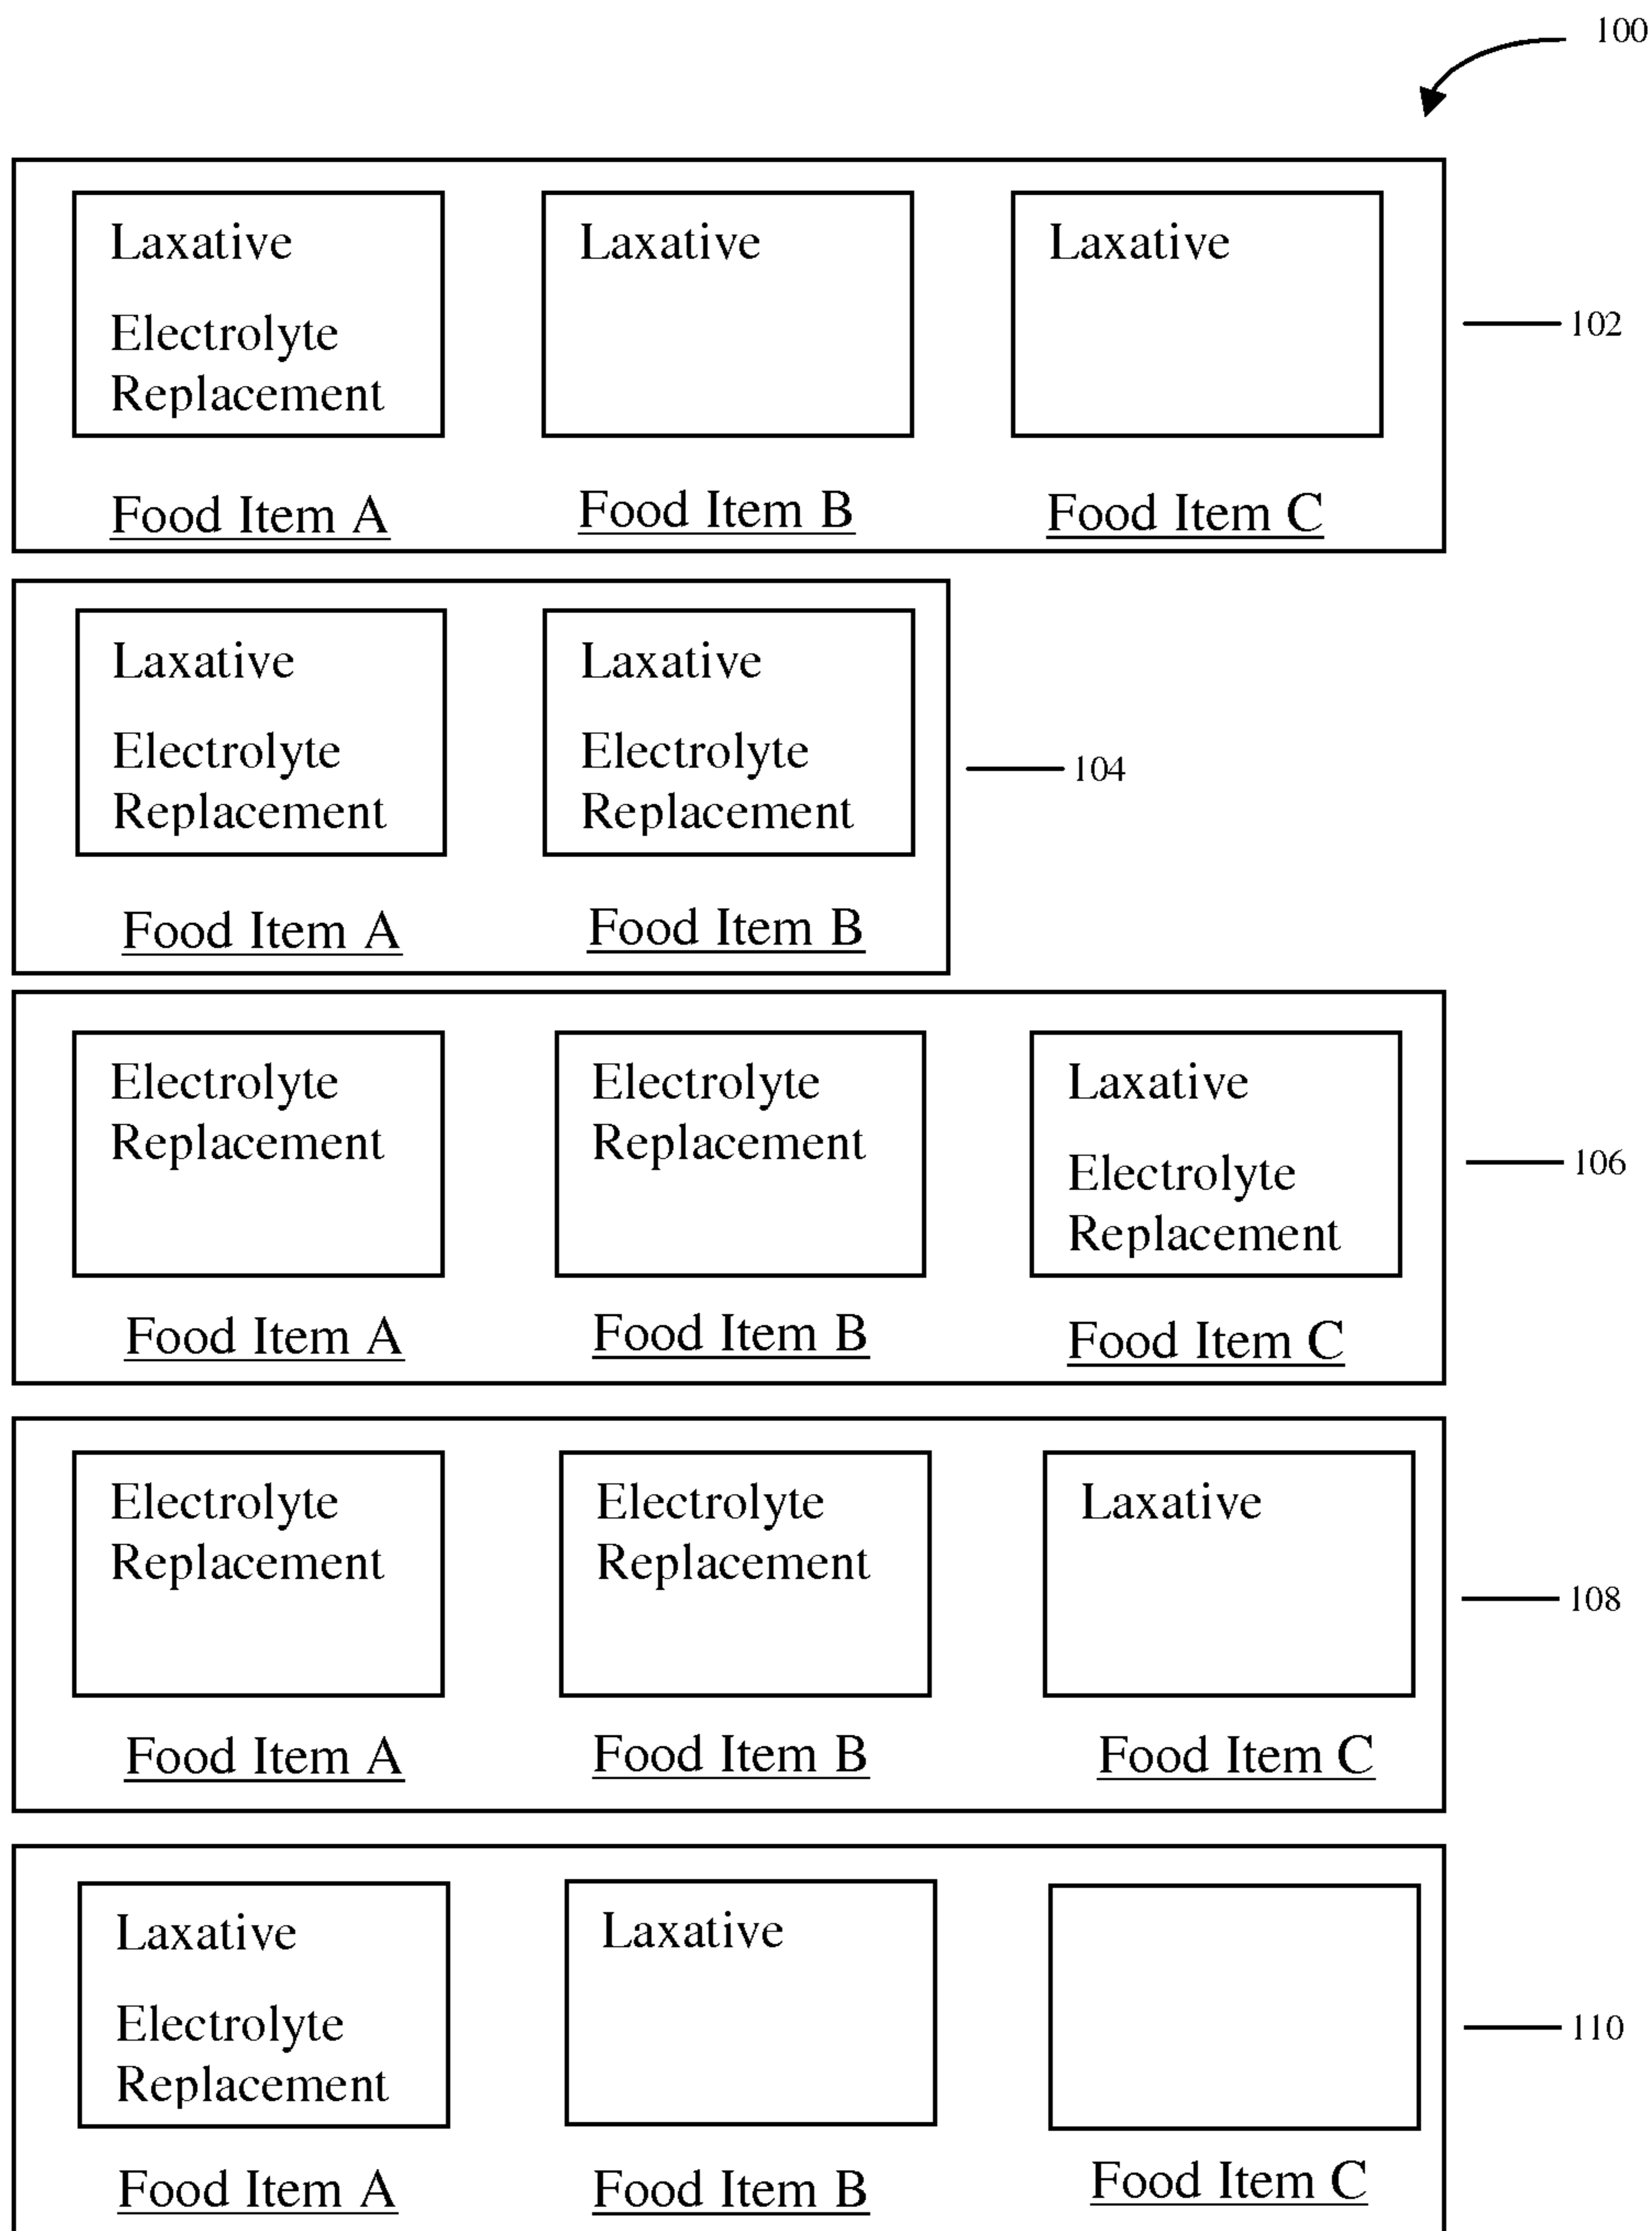 100
Laxative
Electrolyte
Replacement
Food Item A
Laxative
Food Item B
Laxative
Food Item C
102
Laxative
Electrolyte
Replacement
Food Item A
Laxative
Electrolyte
Replacement
Food Item B
104
Electrolyte
Replacement
Food Item A
Electrolyte
Replacement
Food Item B
Laxative
Electrolyte
Replacement
Food Item C
106
Electrolyte
Replacement
Food Item A
Electrolyte
Replacement
Food Item B
Laxative
Food Item C
108
Laxative
Electrolyte
Replacement
Food Item A
Laxative
Food Item B
Food Item C
110